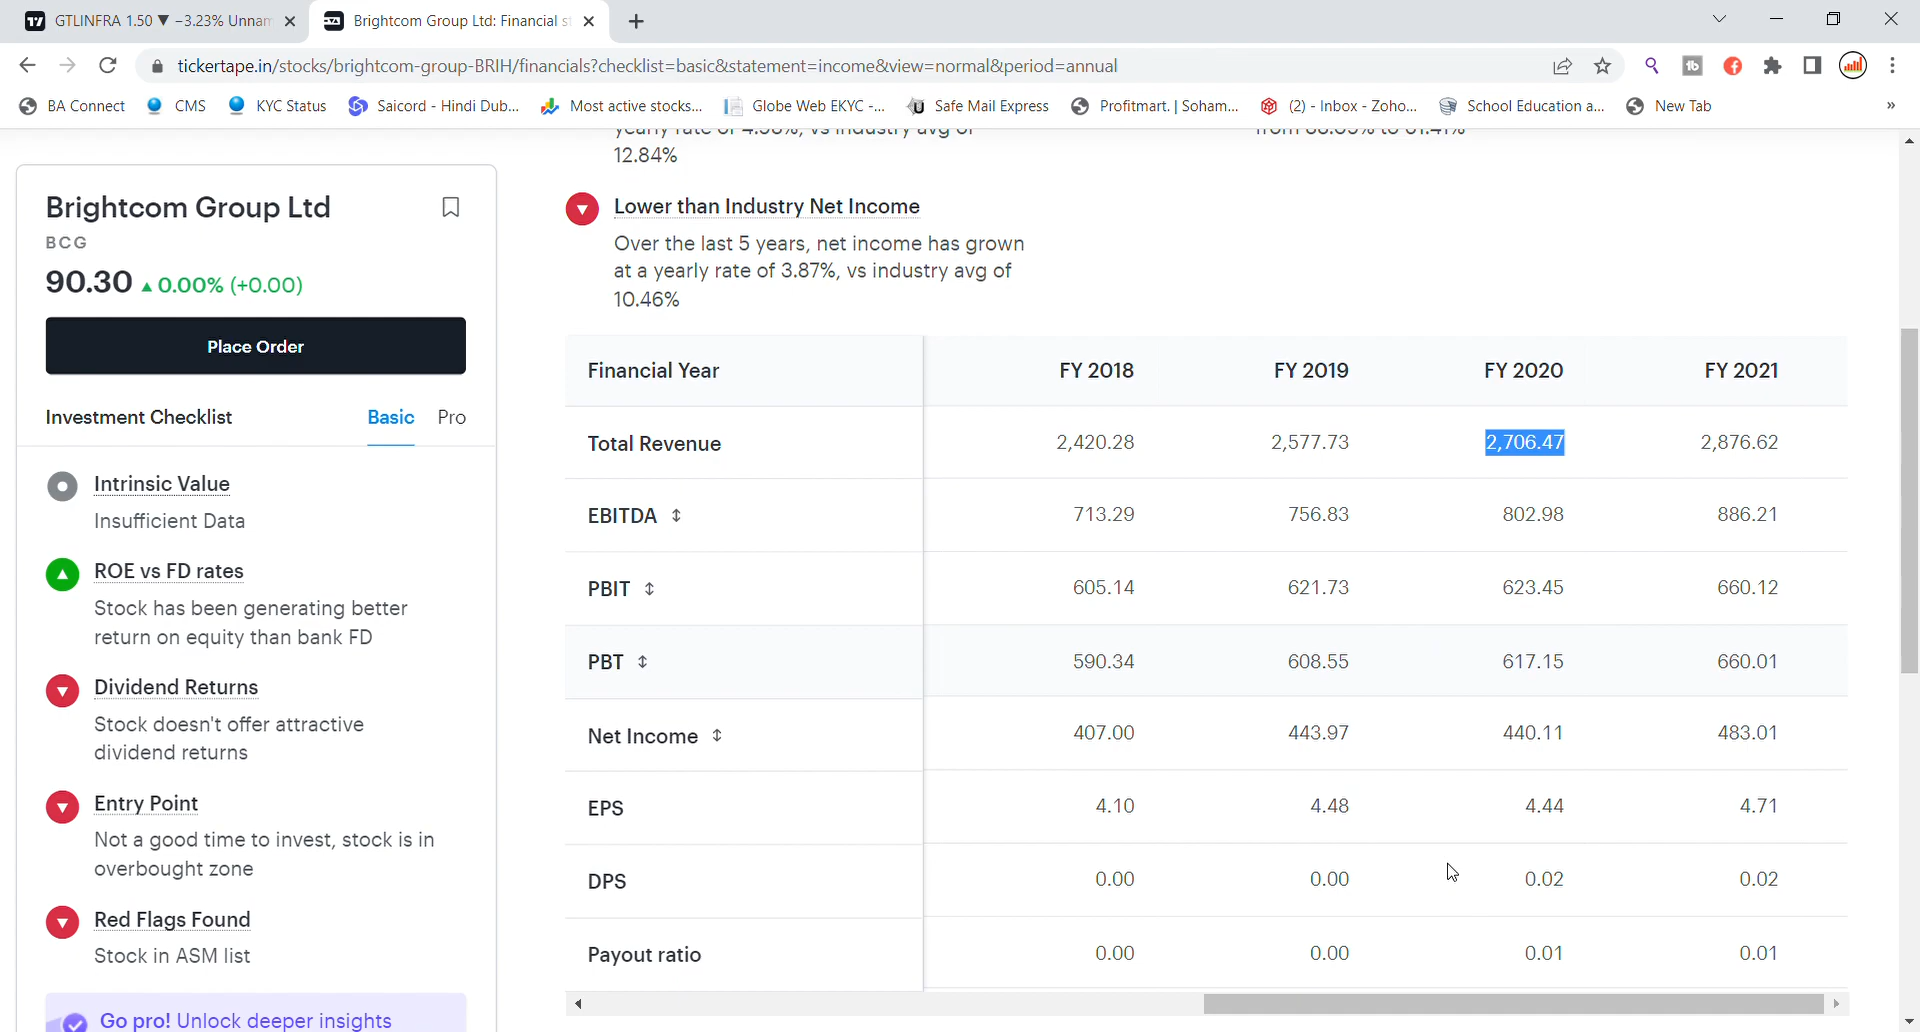 GTLINFRA 1.50 ▼ −3.23% Unnam
Brightcom Group Ltd: Financial st
tickertape.in/stocks/brightcom-group-BRIH/financials?checklist=basic&statement=income&view=normal&period=annual
BA Connect CMS KYC Status Saicord - Hindi Dub... Most active stocks... Globe Web EKYC -... Safe Mail Express Profitmart. | Soham... (2) - Inbox - Zoho... School Education a... New Tab »
yearly rate of 4.98%, vs industry avg of
12.84%
Brightcom Group Ltd
BCG
90.30 ▲ 0.00% (+0.00)
Place Order
Investment Checklist Basic Pro
Intrinsic Value
Insufficient Data
ROE vs FD rates
Stock has been generating better
return on equity than bank FD
Dividend Returns
Stock doesn't offer attractive
dividend returns
Entry Point
Not a good time to invest, stock is in
overbought zone
Red Flags Found
Stock in ASM list
Go pro! Unlock deeper insights
Lower than Industry Net Income
Over the last 5 years, net income has grown
at a yearly rate of 3.87%, vs industry avg of
10.46%
Financial Year FY 2018 FY 2019 FY 2020 FY 2021
Total Revenue 2,420.28 2,577.73 2,706.47 2,876.62
EBITDA 713.29 756.83 802.98 886.21
PBIT 605.14 621.73 623.45 660.12
PBT 590.34 608.55 617.15 660.01
Net Income 407.00 443.97 440.11 483.01
EPS 4.10 4.48 4.44 4.71
DPS 0.00 0.00 0.02 0.02
Payout ratio 0.00 0.00 0.01 0.01